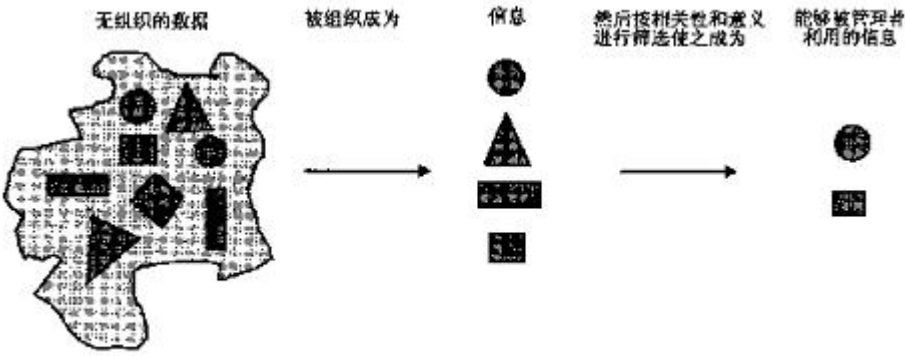 无组织的数据
被组织成为
信息
然后按相关性和意义
进行筛选使之成为
能够被管理者
利用的信息